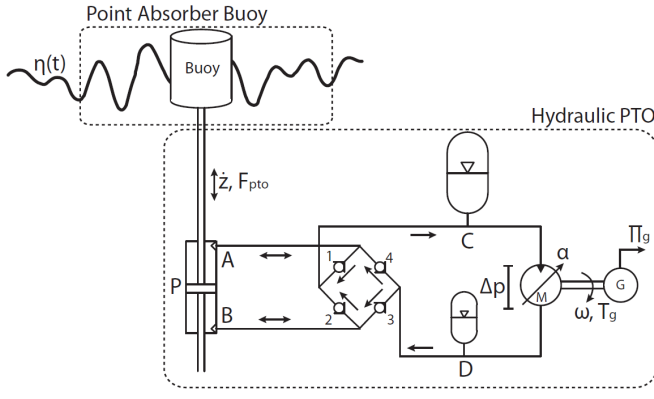 Point Absorber Buoy
η(t)
Buoy
Hydraulic PTO
ż, Fpto
A
P
B
1
4
2
3
C
D
Δp
α
M
G
Πg
ω, Tg